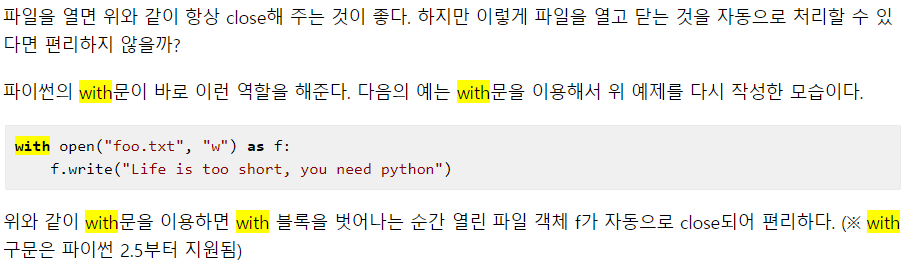 파일을 열면 위와 같이 항상 close해 주는 것이 좋다. 하지만 이렇게 파일을 열고 닫는 것을 자동으로 처리할 수 있
다면 편리하지 않을까?
파이썬의 with문이 바로 이런 역할을 해준다. 다음의 예는 with문을 이용해서 위 예제를 다시 작성한 모습이다.
with open("foo.txt", "w") as f:
    f.write("Life is too short, you need python")
위와 같이 with문을 이용하면 with 블록을 벗어나는 순간 열린 파일 객체 f가 자동으로 close되어 편리하다. (※ with
구문은 파이썬 2.5부터 지원됨)